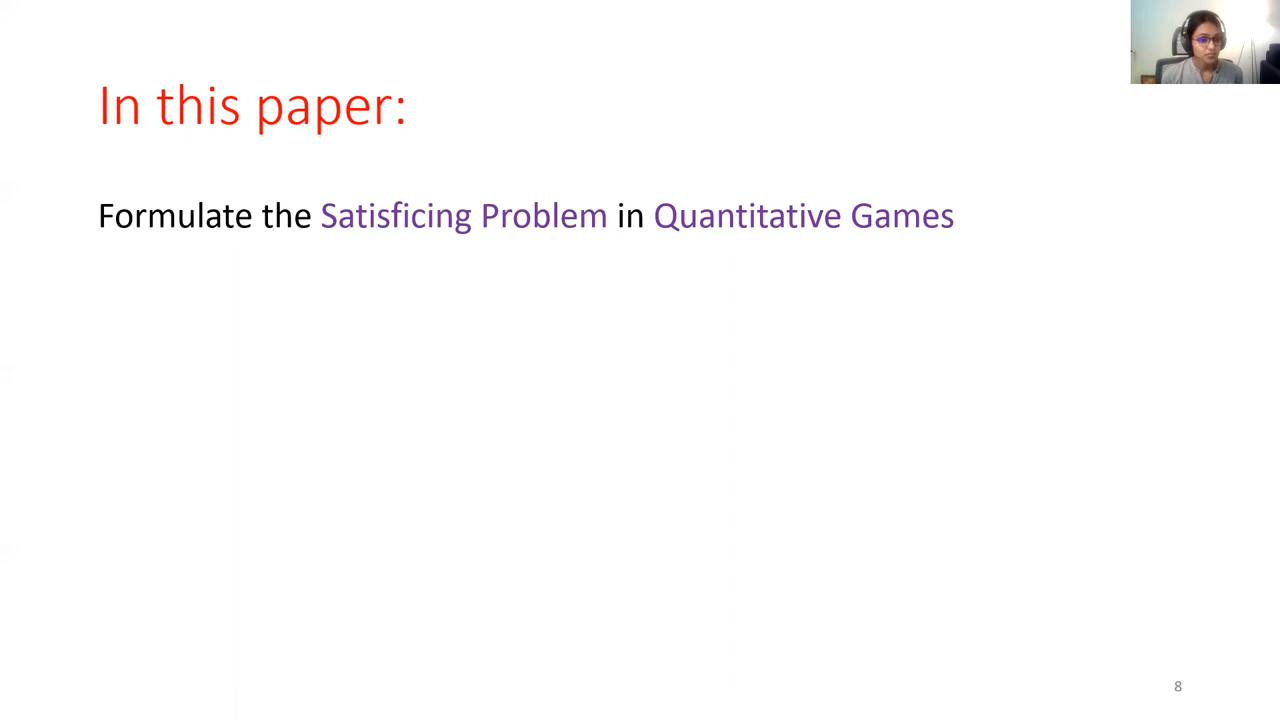 In this paper:
Formulate the Satisficing Problem in Quantitative Games
8